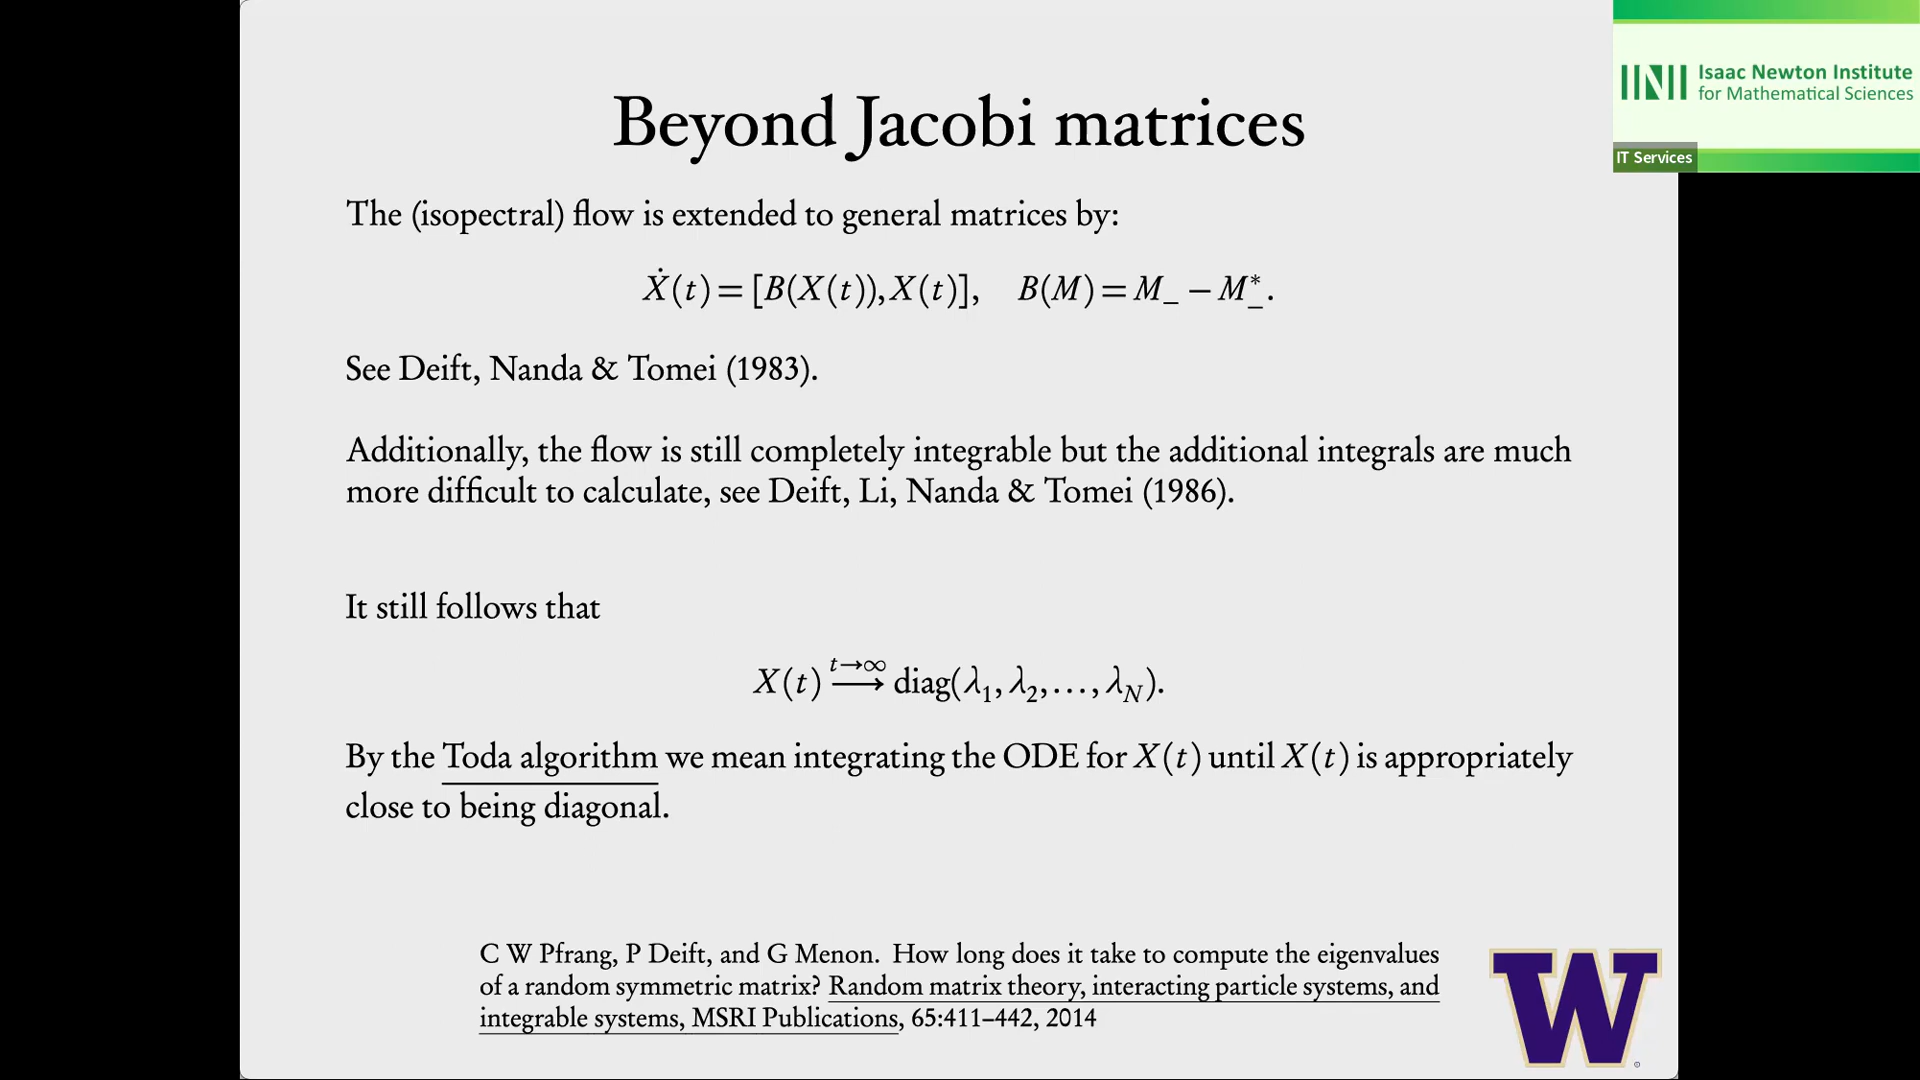 Isaac Newton Institute
for Mathematical Sciences
IT Services
Beyond Jacobi matrices
The (isopectral) flow is extended to general matrices by:
Ẋ(t) = [B(X(t)), X(t)],   B(M) = M_− − M_−^*.
See Deift, Nanda & Tomei (1983).
Additionally, the flow is still completely integrable but the additional integrals are much
more difficult to calculate, see Deift, Li, Nanda & Tomei (1986).
It still follows that
X(t) \xrightarrow{t→∞} diag(λ₁, λ₂, …, λ_N).
By the Toda algorithm we mean integrating the ODE for X(t) until X(t) is appropriately
close to being diagonal.
C W Pfrang, P Deift, and G Menon. How long does it take to compute the eigenvalues
of a random symmetric matrix? Random matrix theory, interacting particle systems, and
integrable systems, MSRI Publications, 65:411–442, 2014
W